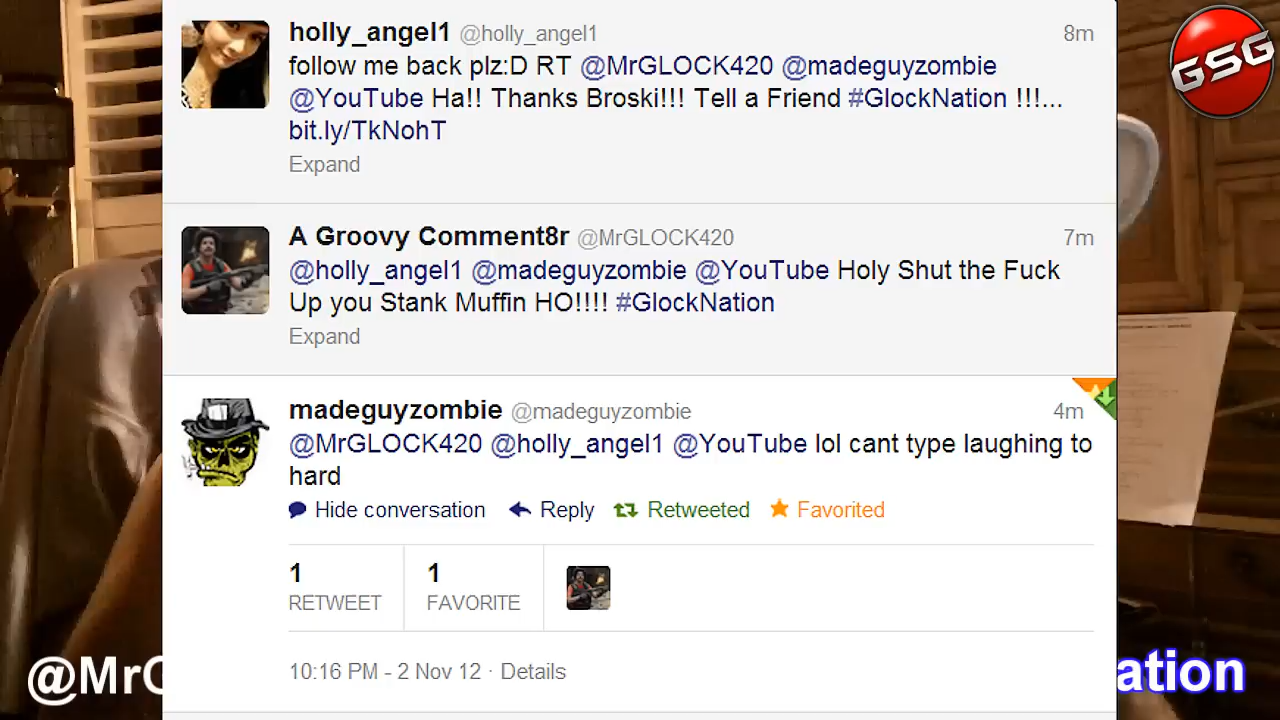 holly_angel1 @holly_angel1 8m
follow me back plz:D RT @MrGLOCK420 @madeguyzombie
@YouTube Ha!! Thanks Broski!!! Tell a Friend #GlockNation !!!...
bit.ly/TkNohT
Expand
GSG
A Groovy Comment8r @MrGLOCK420 7m
@holly_angel1 @madeguyzombie @YouTube Holy Shut the Fuck
Up you Stank Muffin HO!!!! #GlockNation
Expand
madeguyzombie @madeguyzombie 4m
@MrGLOCK420 @holly_angel1 @YouTube lol cant type laughing to
hard
Hide conversation Reply Retweeted Favorited
1 1
RETWEET FAVORITE
10:16 PM - 2 Nov 12 · Details
@Mr ation